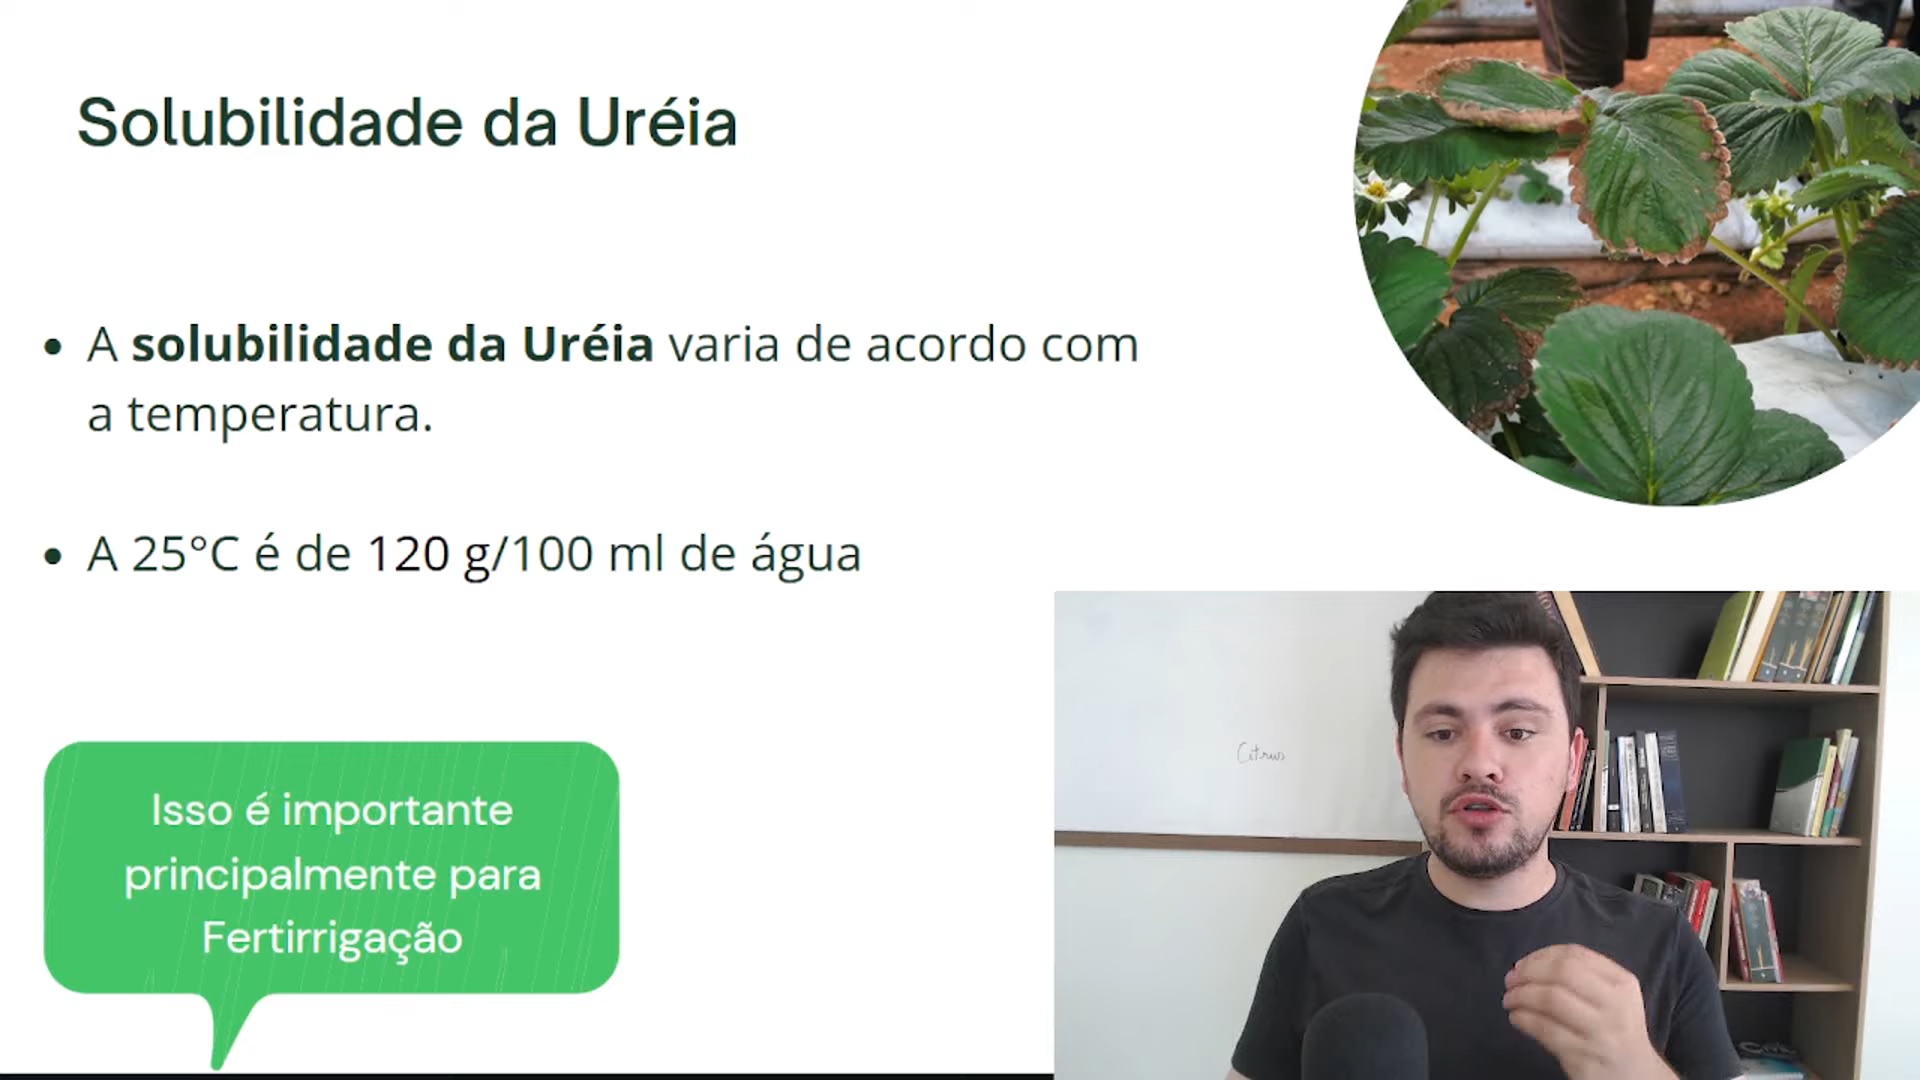 Solubilidade da Uréia
• A solubilidade da Uréia varia de acordo com
a temperatura.
• A 25°C é de 120 g/100 ml de água
Isso é importante
principalmente para
Fertirrigação
Citrus